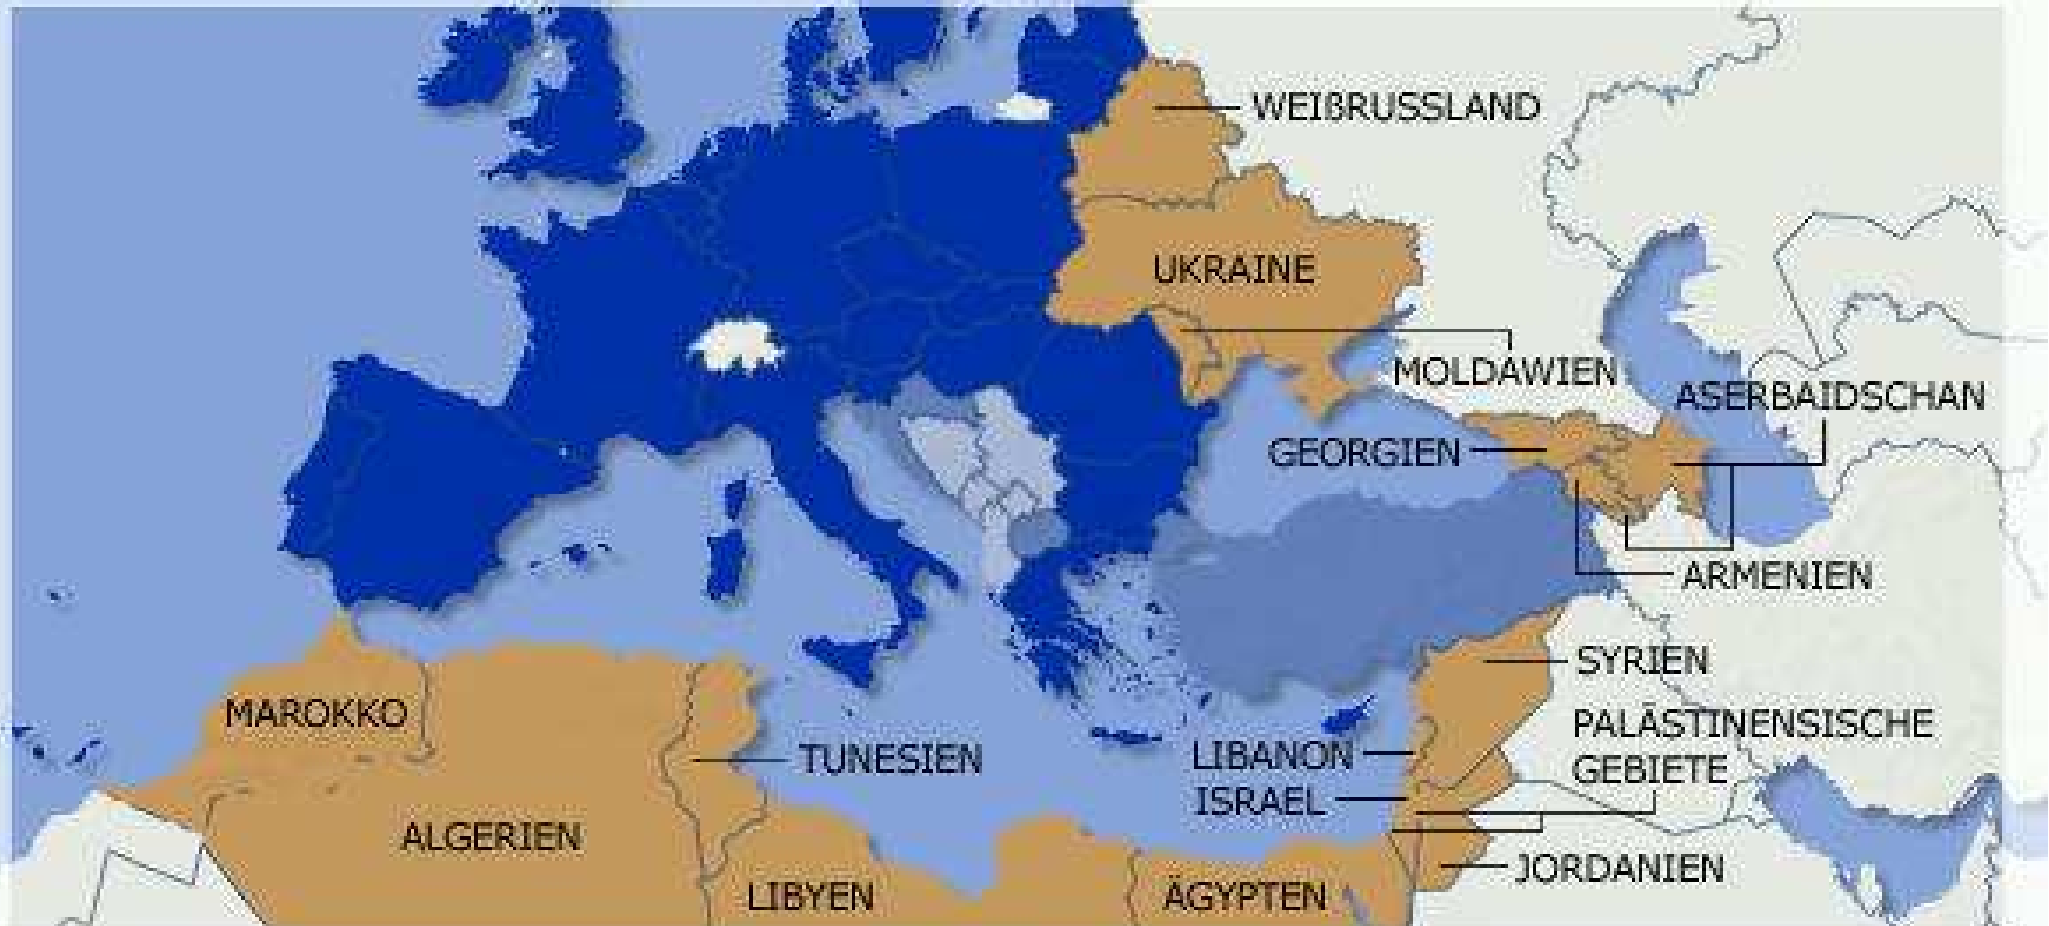 WEIßRUSSLAND
UKRAINE
MOLDAWIEN
ASERBAIDSCHAN
GEORGIEN
ARMENIEN
SYRIEN
MAROKKO
PALÄSTINENSISCHE
GEBIETE
LIBANON
TUNESIEN
ISRAEL
ALGERIEN
JORDANIEN
LIBYEN
ÄGYPTEN